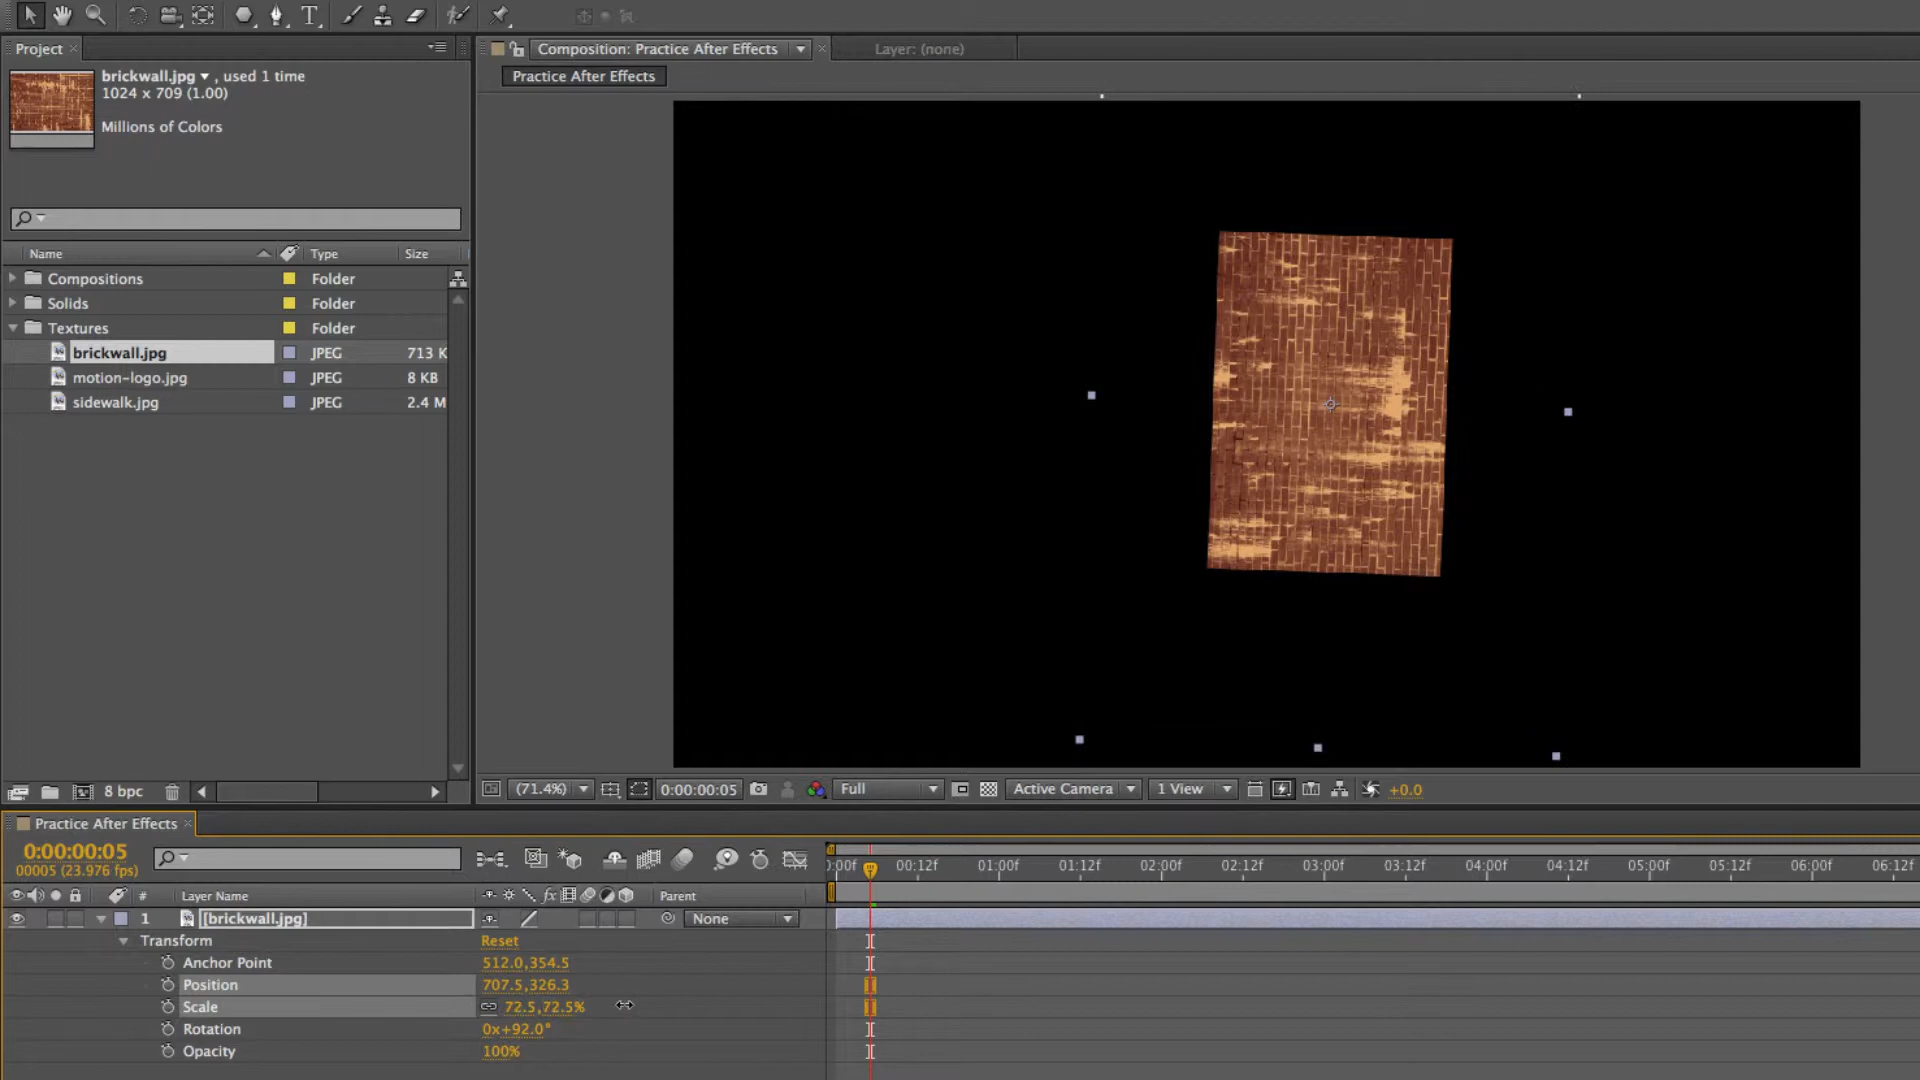 Project
brickwall.jpg , used 1 time
1024 x 709 (1.00)
Millions of Colors
Name Type Size
Compositions Folder
Solids Folder
Textures Folder
brickwall.jpg JPEG 713 K
motion-logo.jpg JPEG 8 KB
sidewalk.jpg JPEG 2.4 M
8 bpc
Composition: Practice After Effects Layer: (none)
Practice After Effects
(71.4%) 0:00:00:05 Full Active Camera 1 View +0.0
Practice After Effects
0:00:00:05
00005 (23.976 fps)
:00f 00:12f 01:00f 01:12f 02:00f 02:12f 03:00f 03:12f 04:00f 04:12f 05:00f 05:12f 06:00f 06:12f
# Layer Name fx Parent
1 [brickwall.jpg] None
Transform Reset
Anchor Point 512.0,354.5
Position 707.5,326.3
Scale 72.5,72.5%
Rotation 0x+92.0°
Opacity 100%